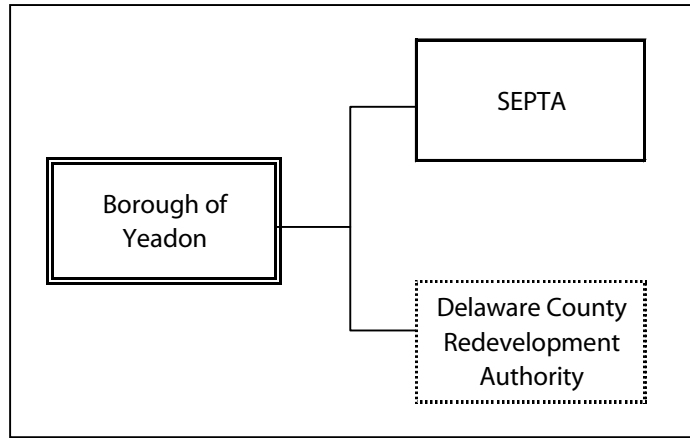 SEPTA
Borough of
Yeadon
Delaware County
Redevelopment
Authority